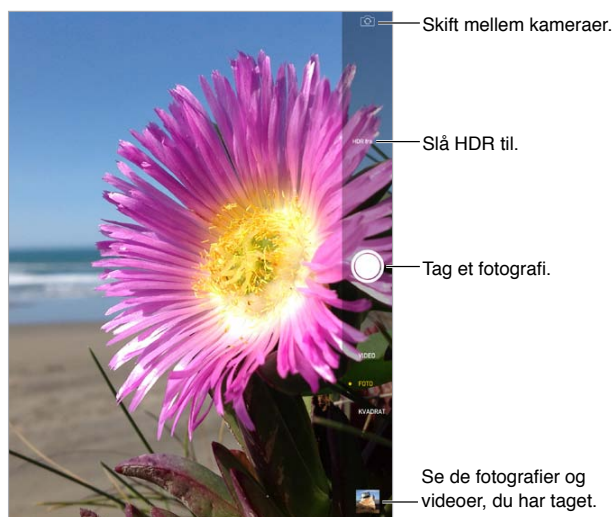 Skift mellem kameraer.
HDR fra
Slå HDR til.
Tag et fotografi.
VIDEO
FOTO
KVADRAT
Se de fotografier og
videoer, du har taget.